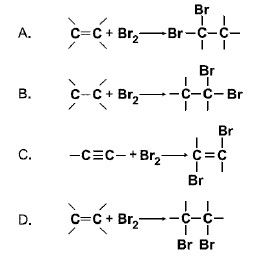 Br
A. C=C + Br₂ → Br-C-C-
Br
B. C-C + Br₂ → -C-C-Br
Br
C. -C≡C- + Br₂ → C=C
Br
D. C=C + Br₂ → -C-C-
Br Br